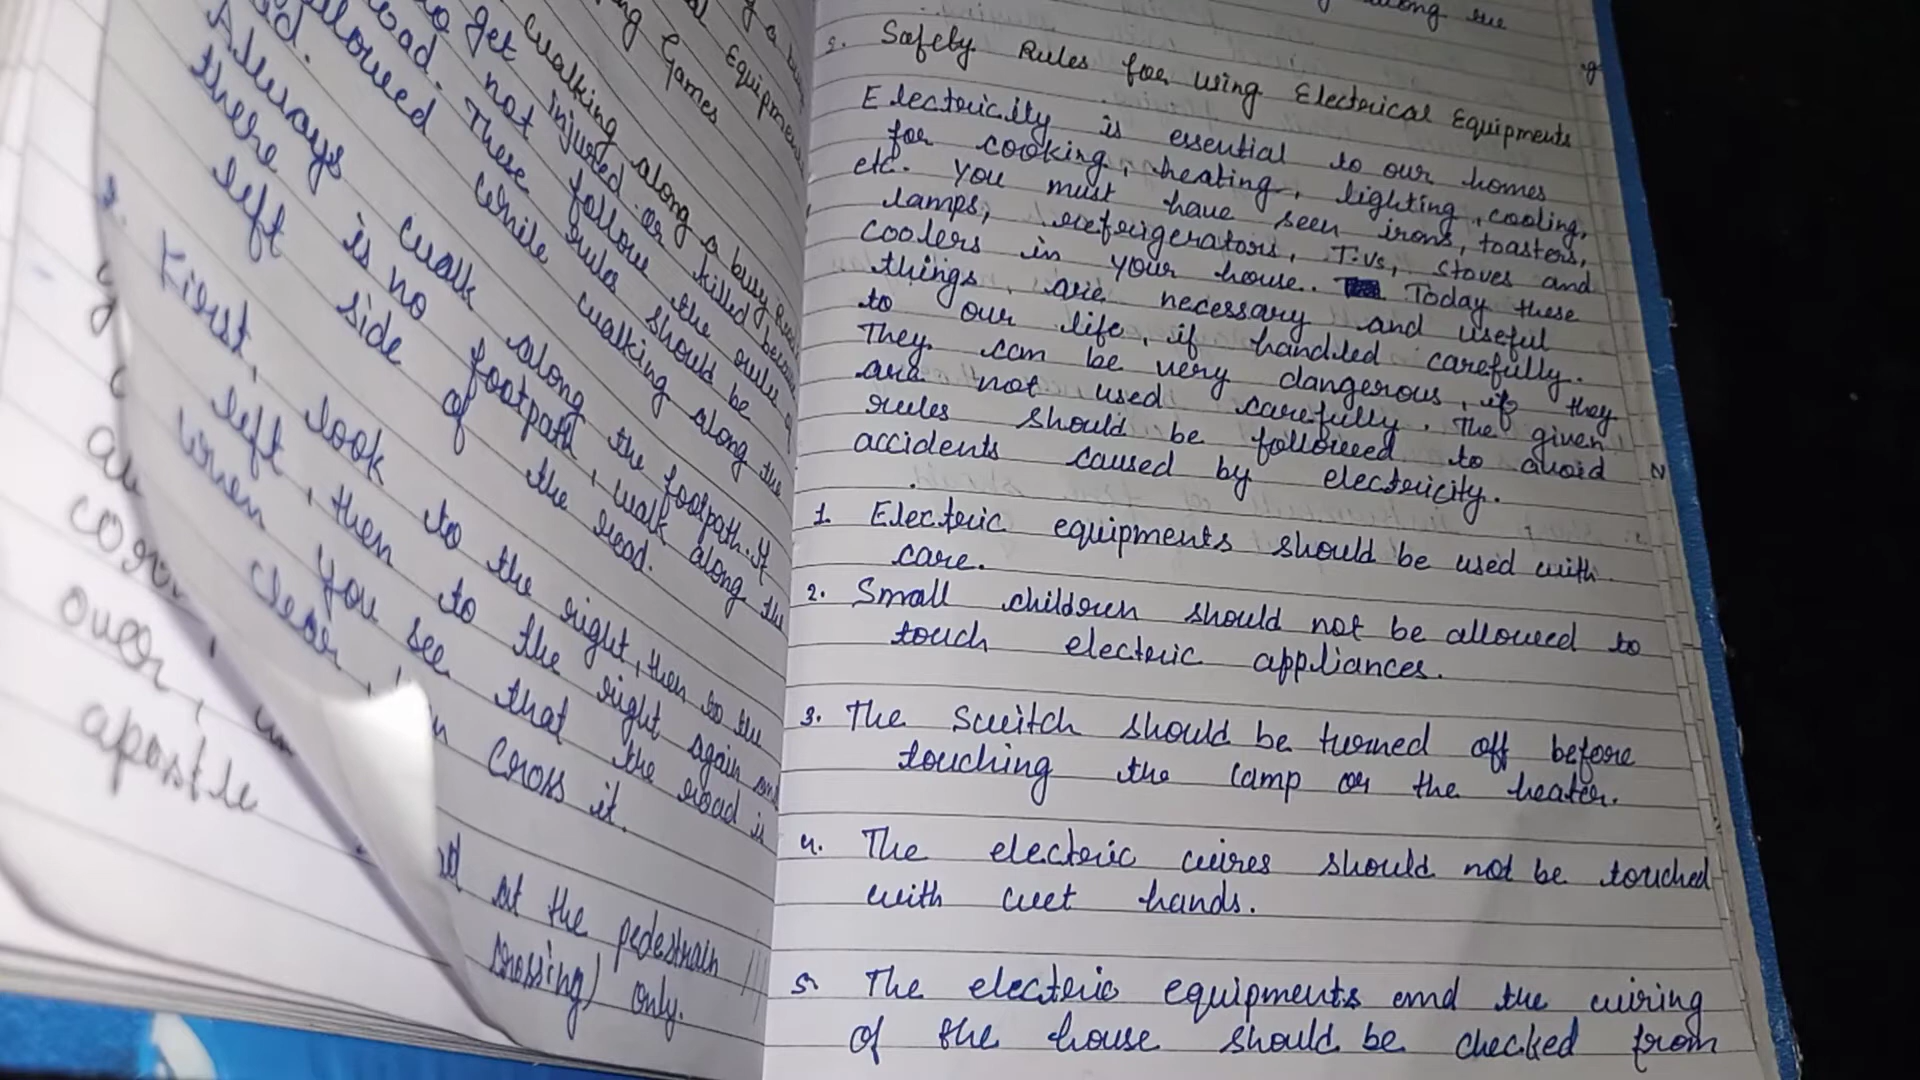 Equipment
ing Games
walking along a busy Road
to get injured or killed because
road. not follow the rules of
allowed These rules should be
while walking along the
Always walk along the footpath. If
there is no footpath, walk along the
left side of the road.
2. First, look to the right, then to the
left, then to the right again and
when you see that the road is
clear, cross it.
at the pedestrain
crossing) only.
over,
apostle
along the
2. Safety Rules for using Electrical Equipments
Electricity is essential to our homes
for cooking, heating, lighting, cooling,
etc. you must have seen irons, toasters,
lamps, refrigerators, T.Vs, stoves and
coolers in your house. Today these
things are necessary and useful
to our life, if handled carefully.
They can be very dangerous, if they
are not used carefully. The given
rules should be followed to avoid
accidents caused by electricity.
1. Electric equipments should be used with
care.
2. Small children should not be allowed to
touch electric appliances.
3. The switch should be turned off before
touching the lamp or the heater.
4. The electric wires should not be touched
with wet hands.
5. The electric equipments and the wiring
of the house should be checked from